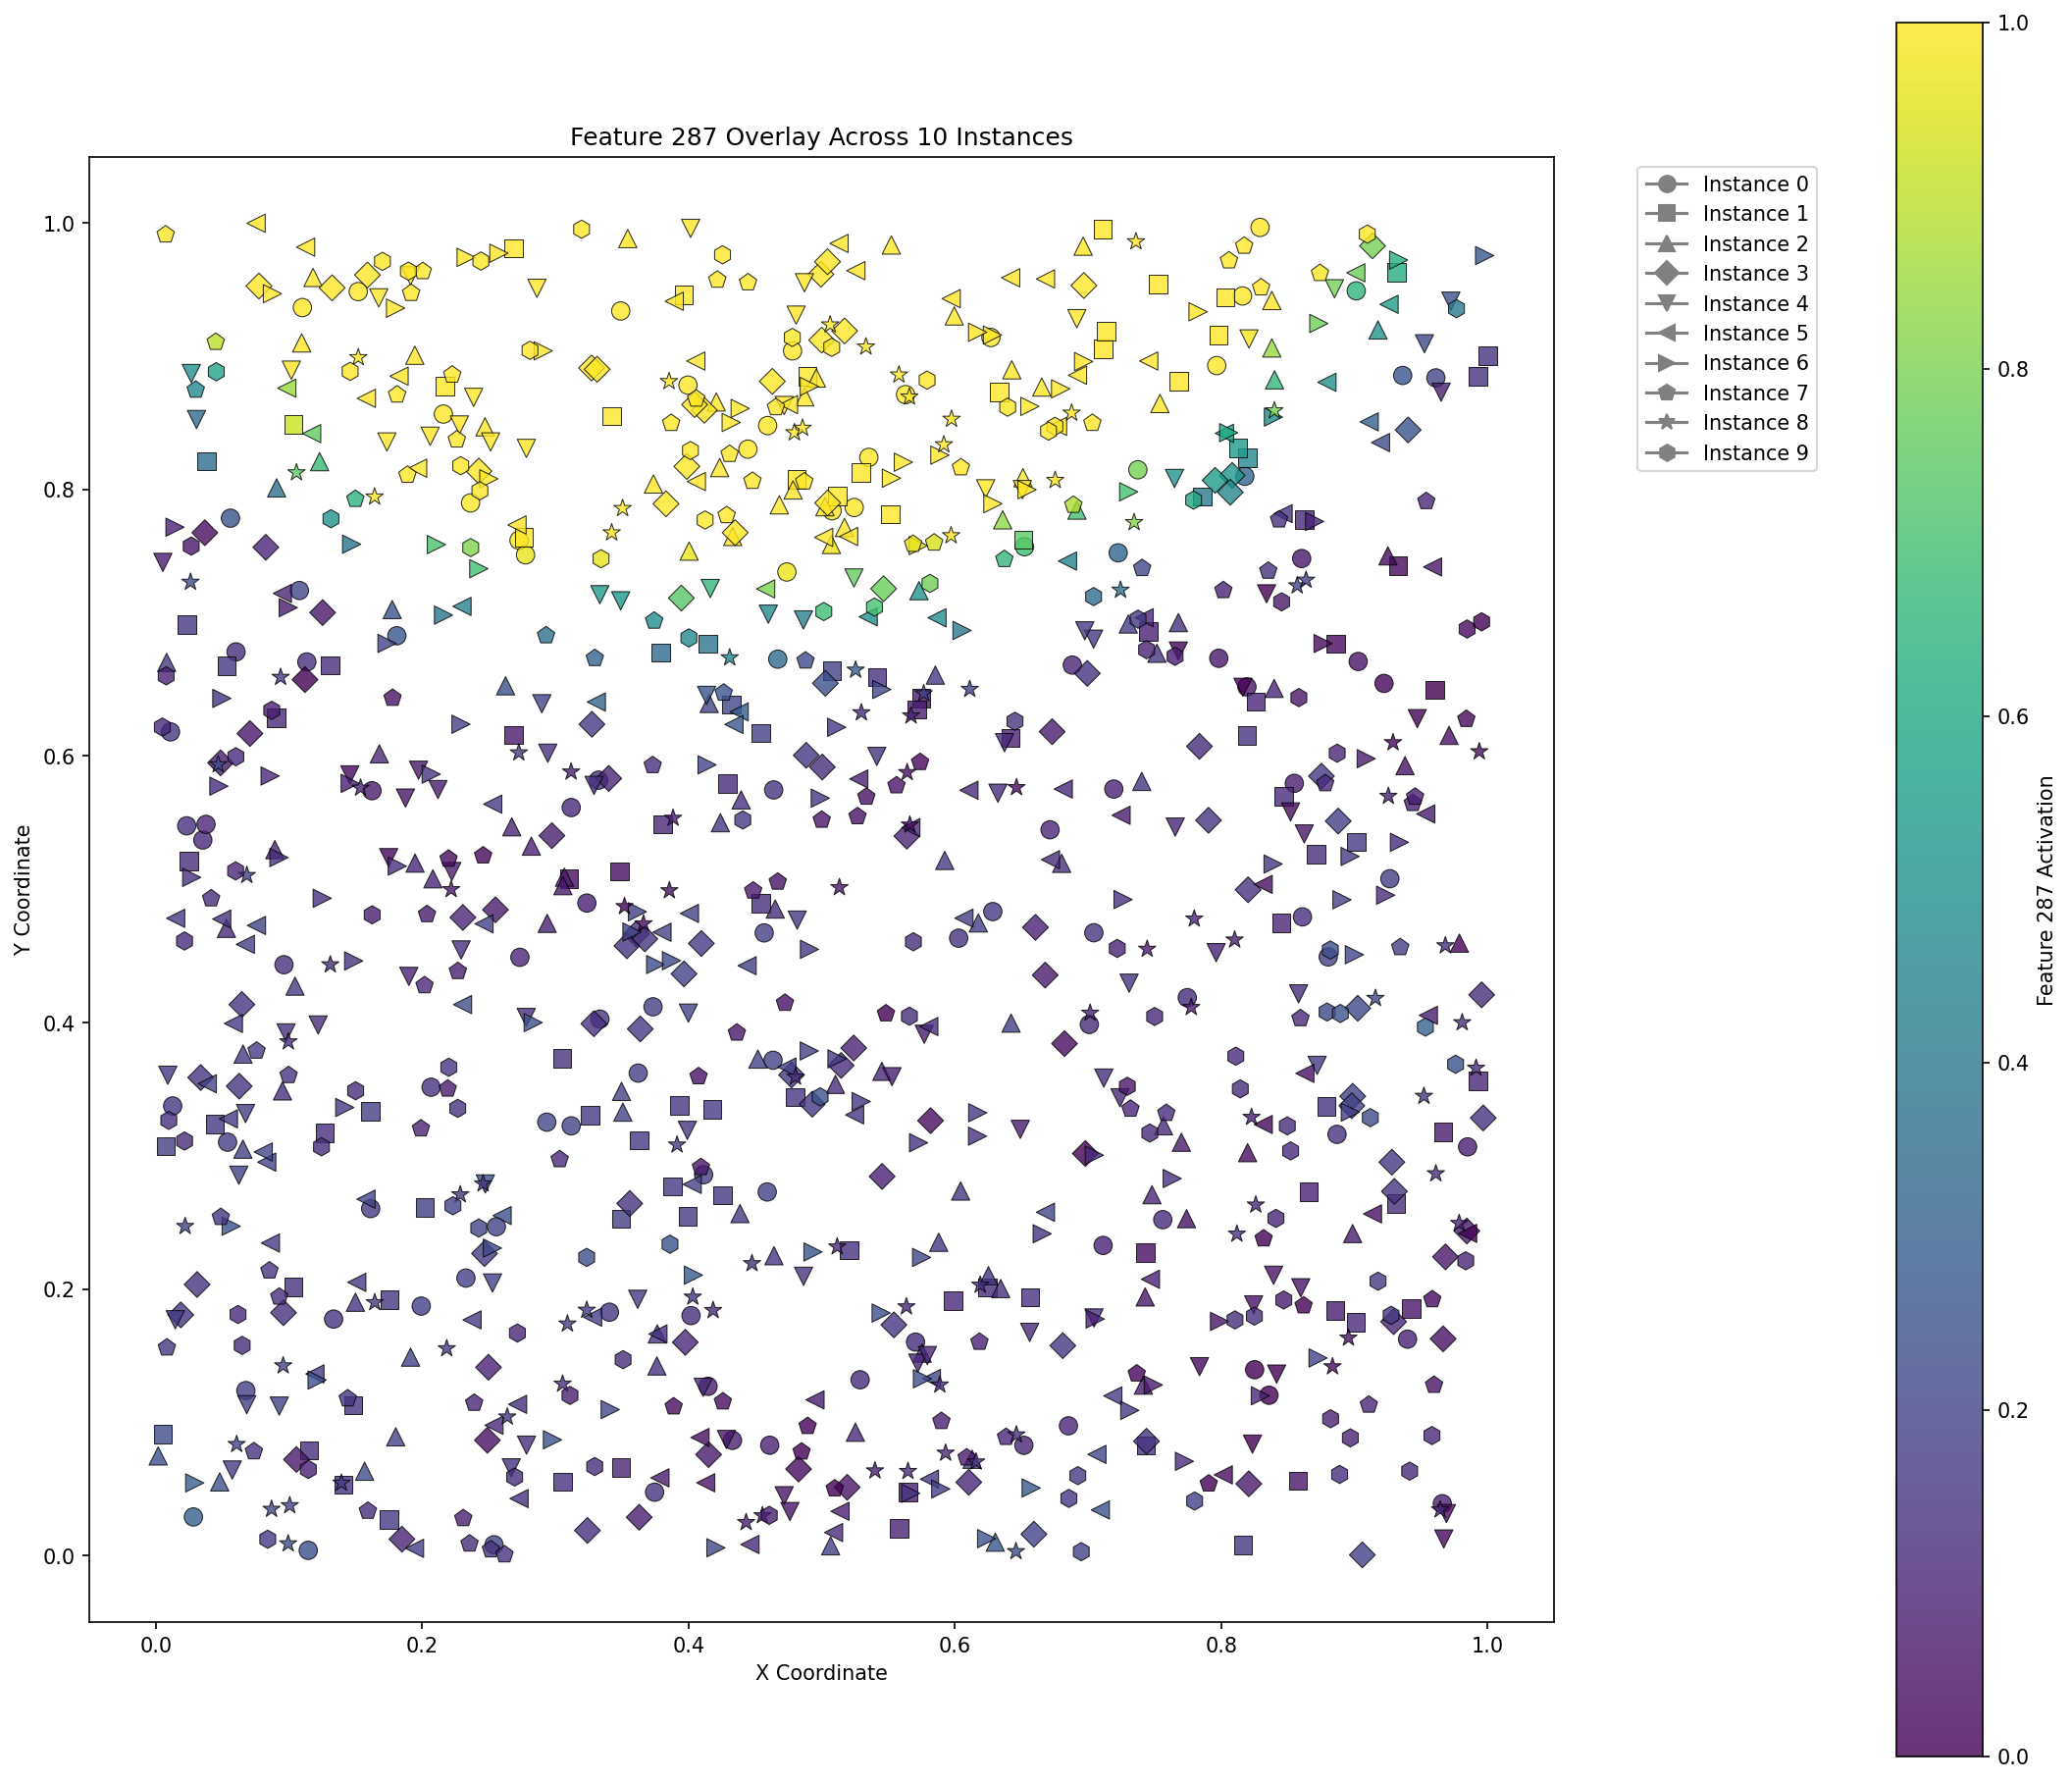 Feature 287 Overlay Across 10 Instances
1.0
0.8
0.6
0.4
0.2
0.0
Y Coordinate
0.0
0.2
0.4
0.6
0.8
1.0
X Coordinate
Instance 0
Instance 1
Instance 2
Instance 3
Instance 4
Instance 5
Instance 6
Instance 7
Instance 8
Instance 9
1.0
0.8
0.6
0.4
0.2
0.0
Feature 287 Activation